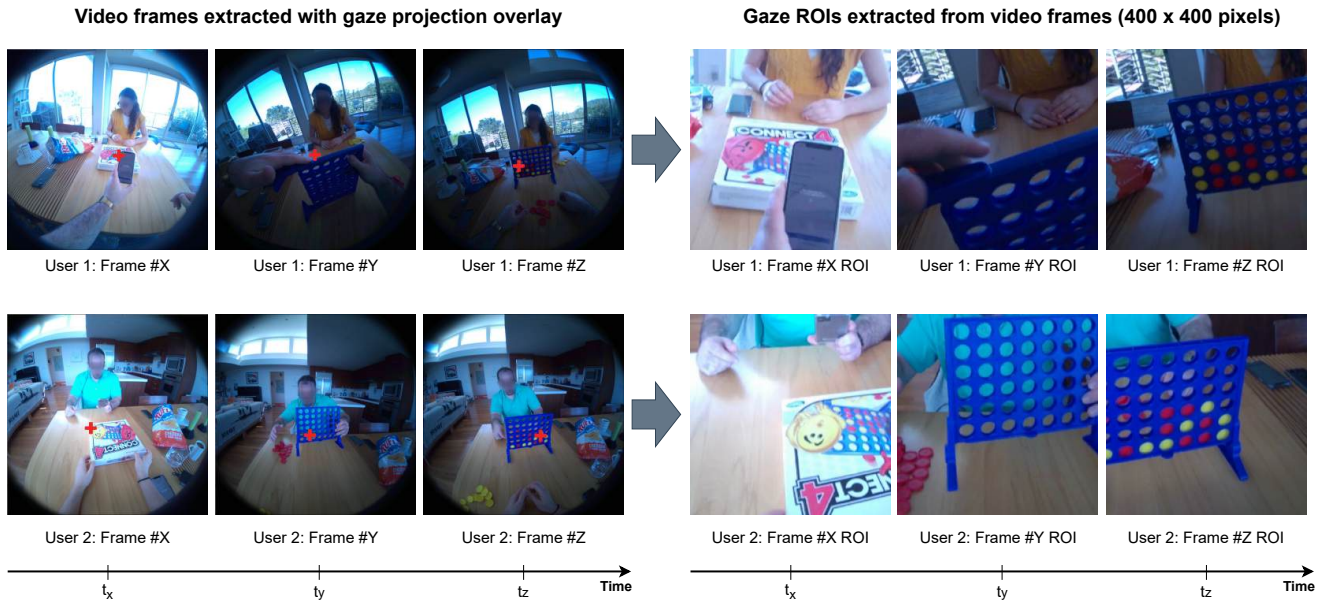 Video frames extracted with gaze projection overlay
Gaze ROIs extracted from video frames (400 x 400 pixels)
CONNECT4
User 1: Frame #X
User 1: Frame #Y
User 1: Frame #Z
User 1: Frame #X ROI
User 1: Frame #Y ROI
User 1: Frame #Z ROI
CONNECT4
NECT4
User 2: Frame #X
User 2: Frame #Y
User 2: Frame #Z
User 2: Frame #X ROI
User 2: Frame #Y ROI
User 2: Frame #Z ROI
tx
ty
tz
Time
tx
ty
tz
Time